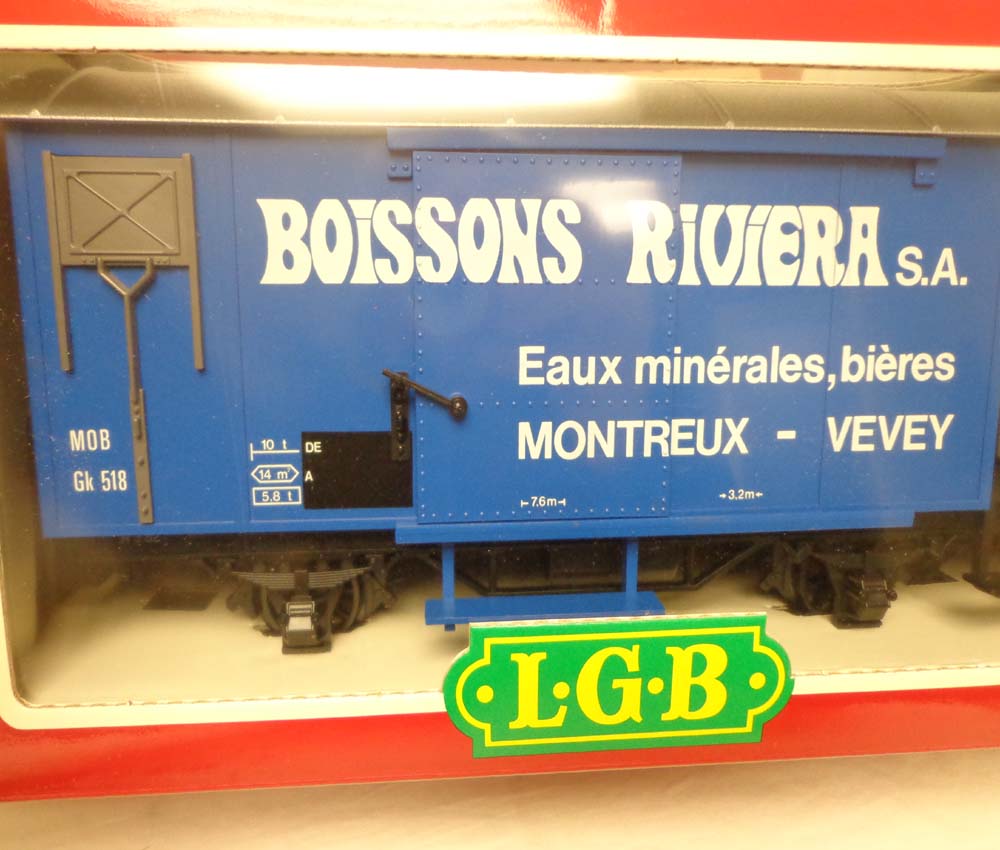 BOISSONS RIVIERA S.A.
Eaux minérales, bières
MONTREUX - VEVEY
MOB
Gk 518
10 t DE
14 m² A
5.8 t
7.6m
3.2m
L·G·B